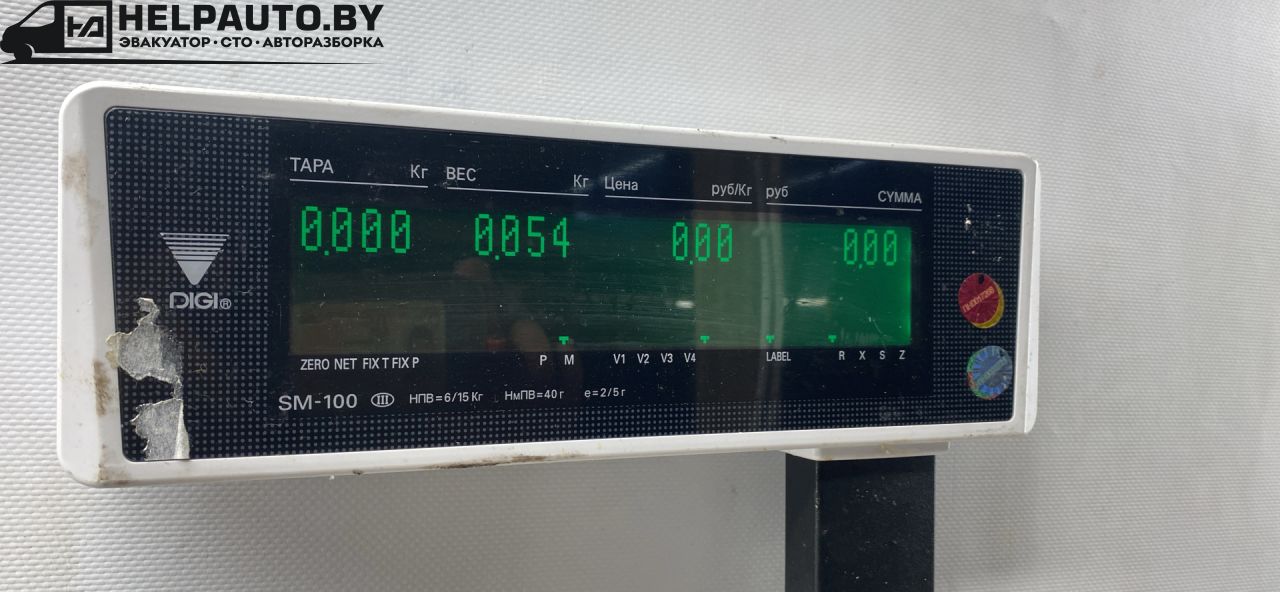 HELPAUTO.BY
ЭВАКУАТОР·СТО·АВТОРАЗБОРКА
ТАРА Кг ВЕС Кг Цена руб/Кг руб СУММА
0.000 0.054 0.00 0.00
DIGI®
ZERO NET FIX T FIX P P M V1 V2 V3 V4 LABEL R X S Z
SM-100 III НПВ=6/15 Кг НмПВ=40 г e=2/5 г